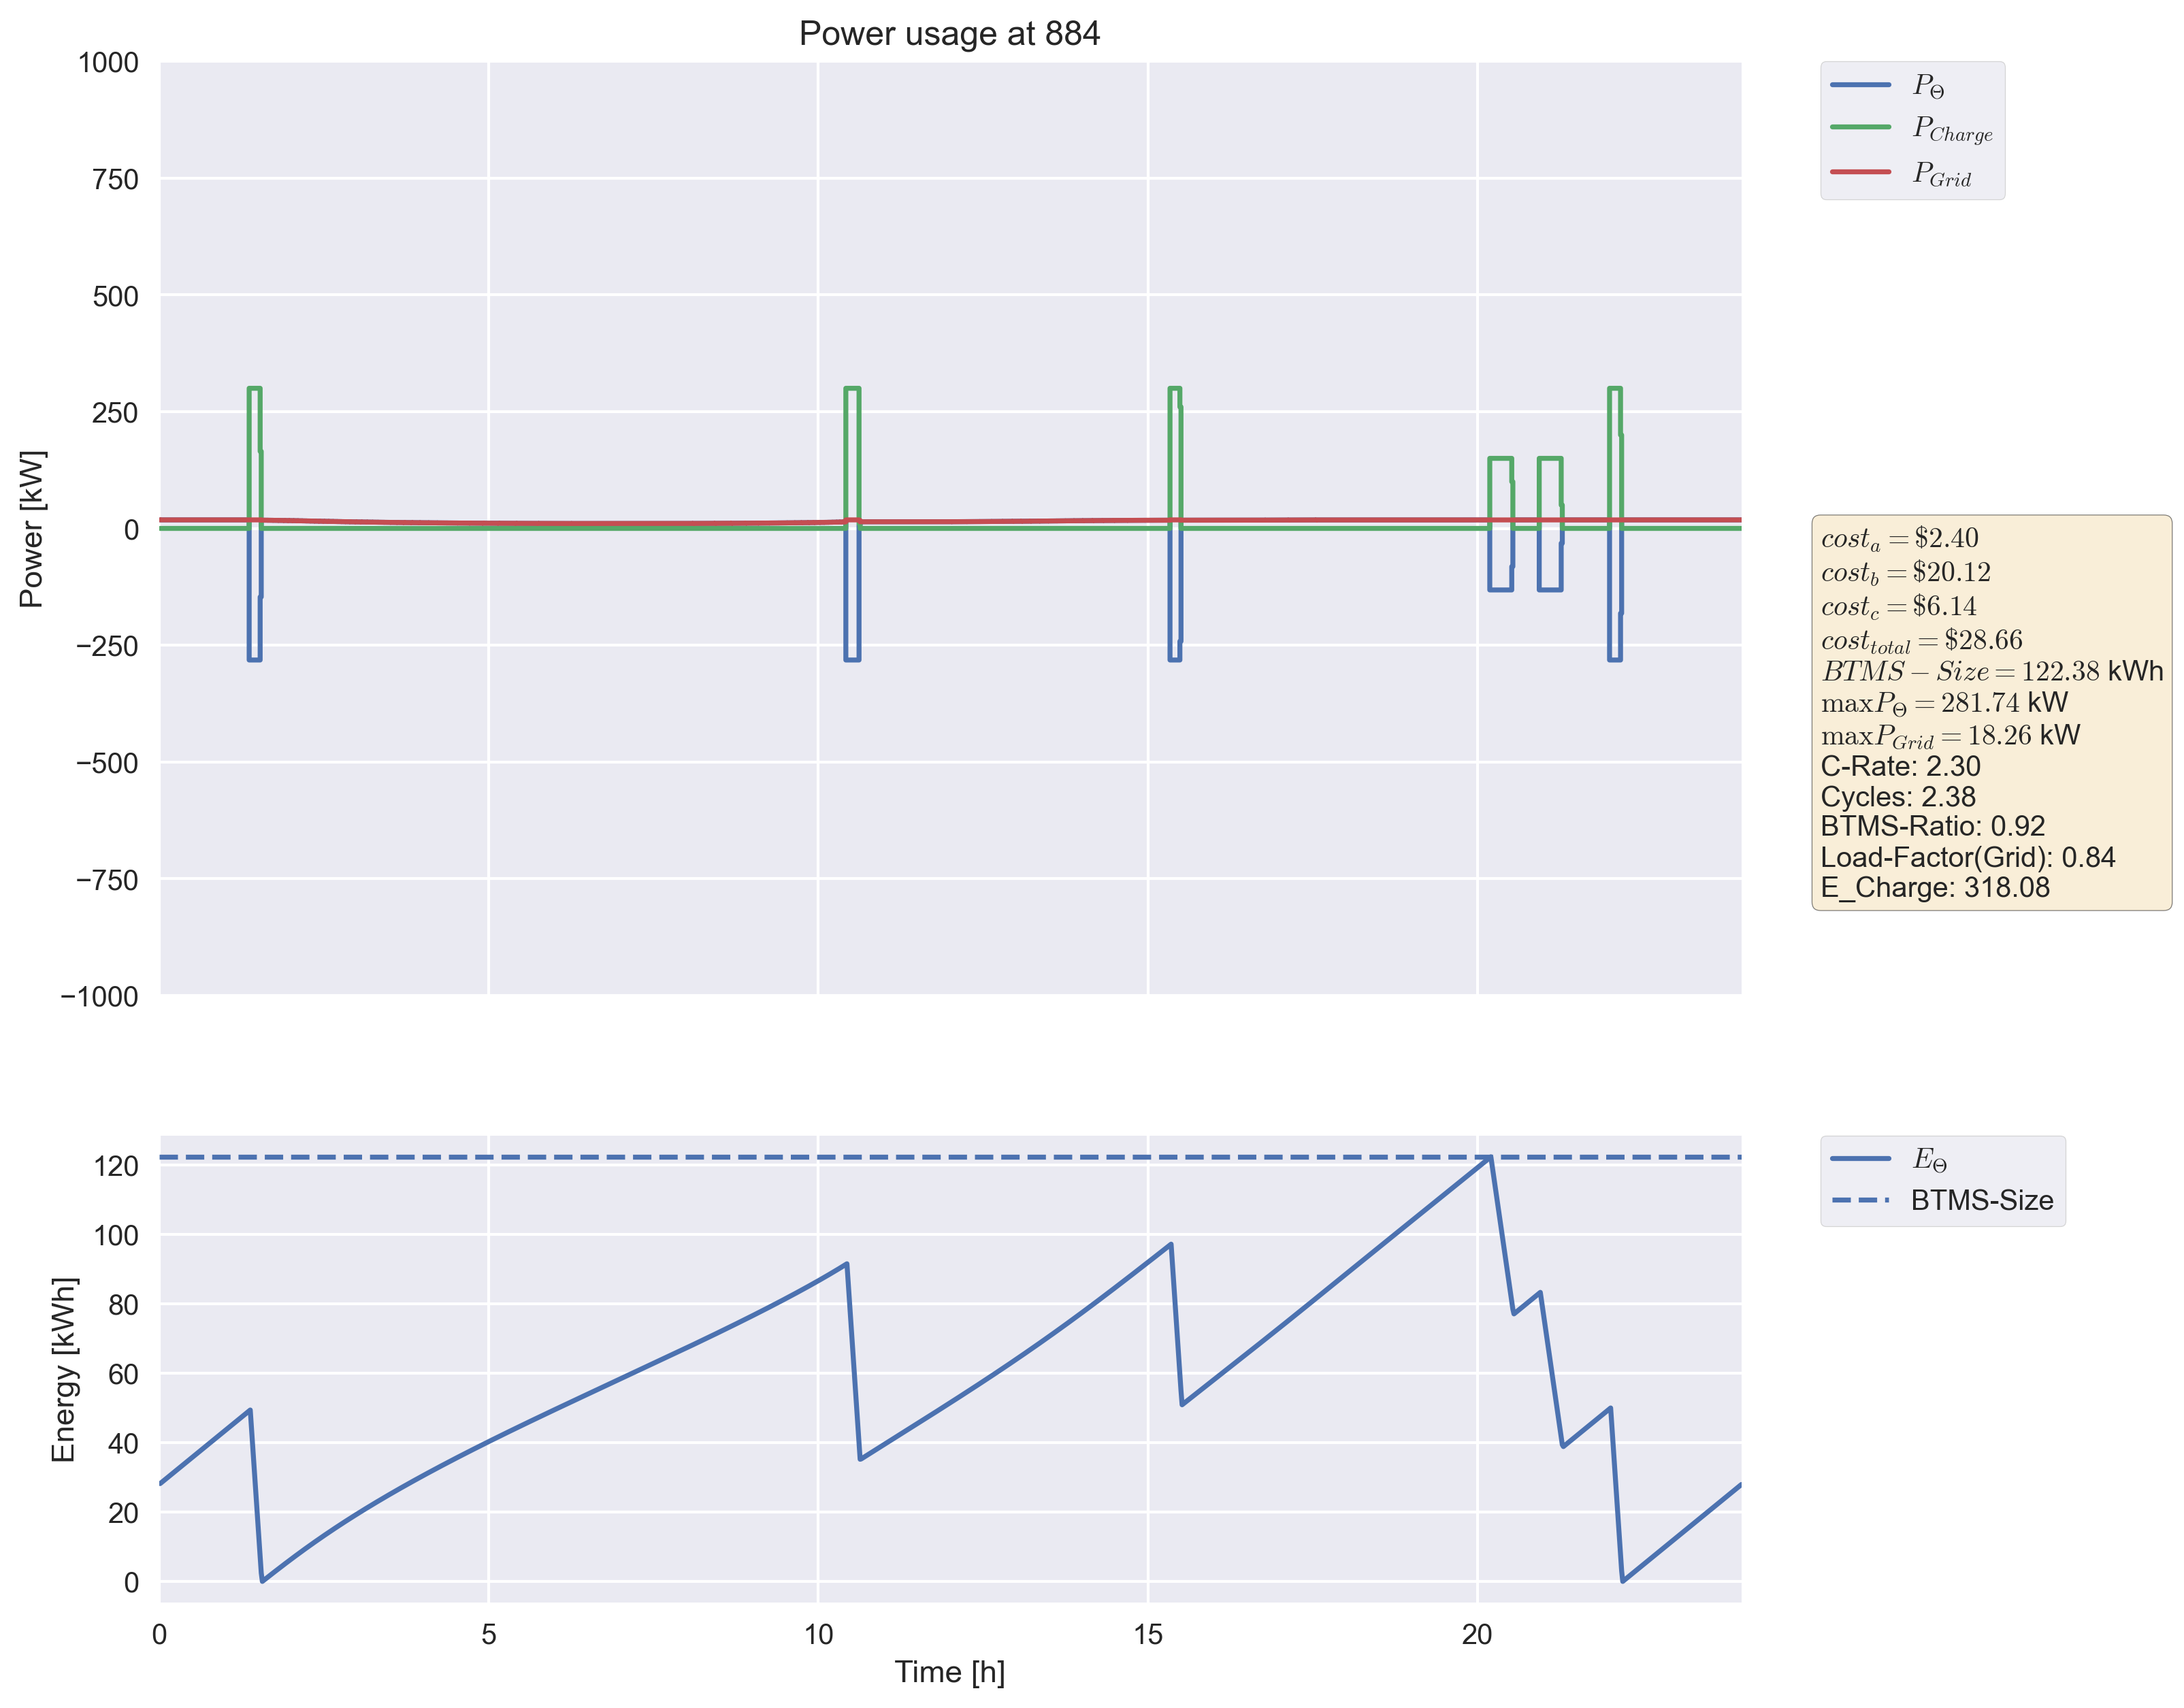 Power usage at 884
1000
750
500
250
0
−250
−500
−750
−1000
Power [kW]
P_Θ
P_Charge
P_Grid
cost_a = $2.40
cost_b = $20.12
cost_c = $6.14
cost_total = $28.66
BTMS − Size = 122.38 kWh
maxP_Θ = 281.74 kW
maxP_Grid = 18.26 kW
C-Rate: 2.30
Cycles: 2.38
BTMS-Ratio: 0.92
Load-Factor(Grid): 0.84
E_Charge: 318.08
120
100
80
60
40
20
0
Energy [kWh]
E_Θ
BTMS-Size
0 5 10 15 20
Time [h]